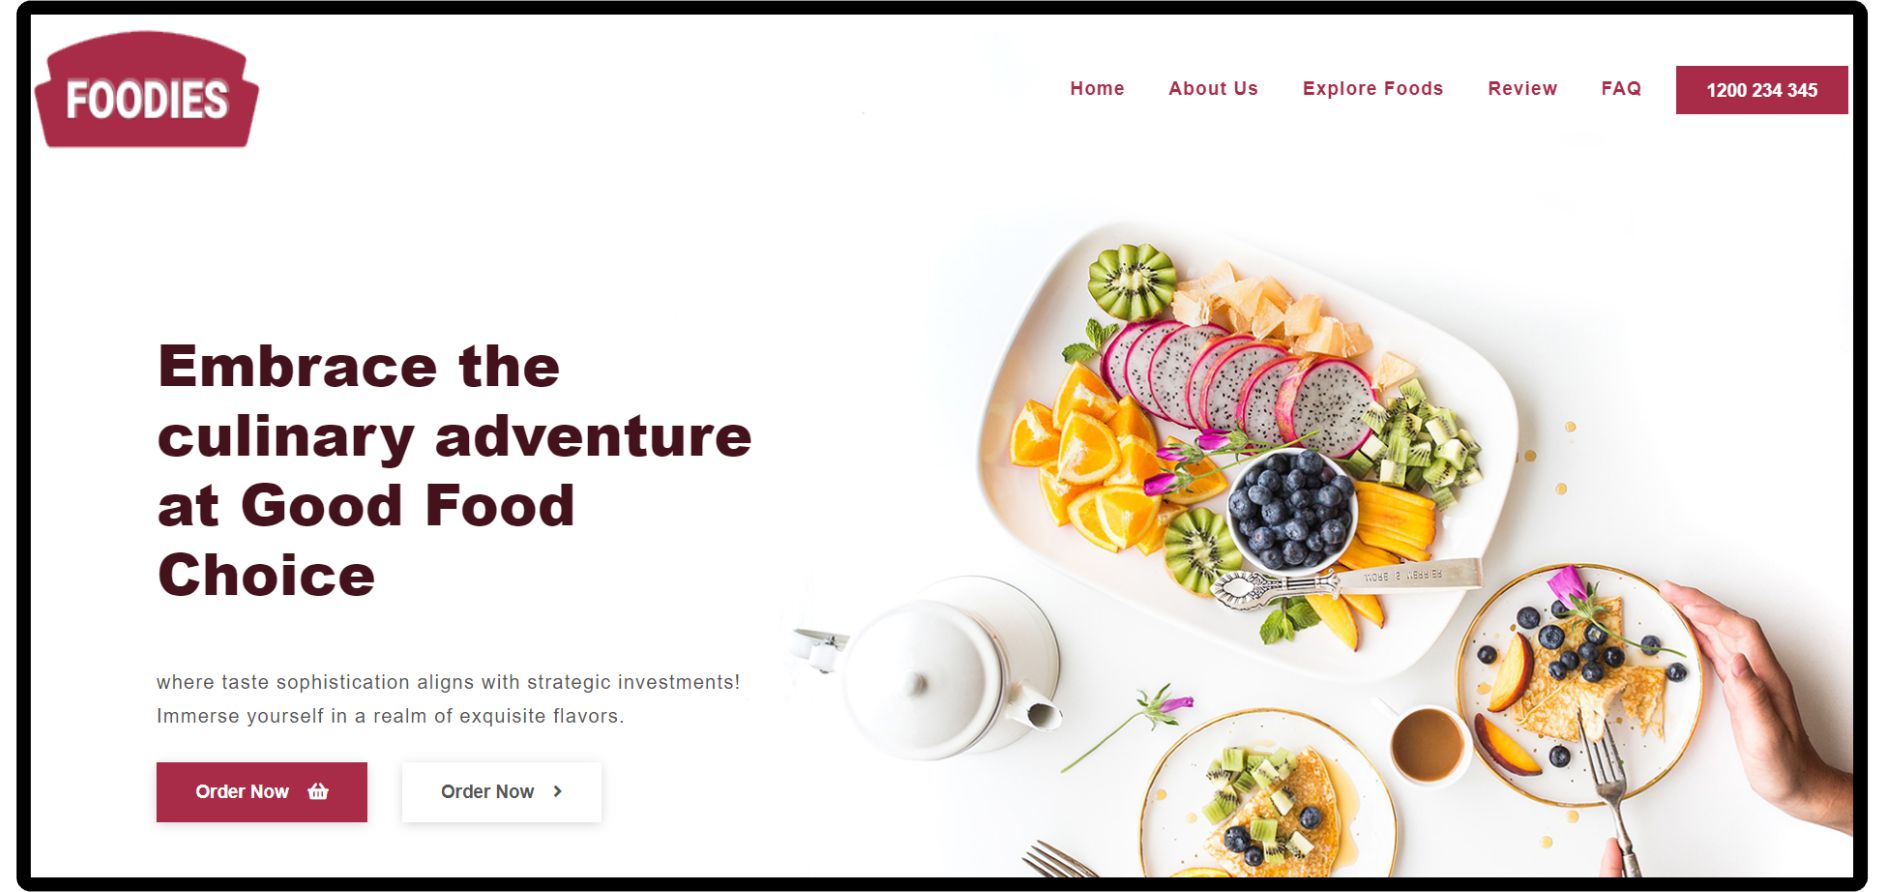 FOODIES
Home
About Us
Explore Foods
Review
FAQ
1200 234 345
Embrace the
culinary adventure
at Good Food
Choice
where taste sophistication aligns with strategic investments!
Immerse yourself in a realm of exquisite flavors.
Order Now
Order Now